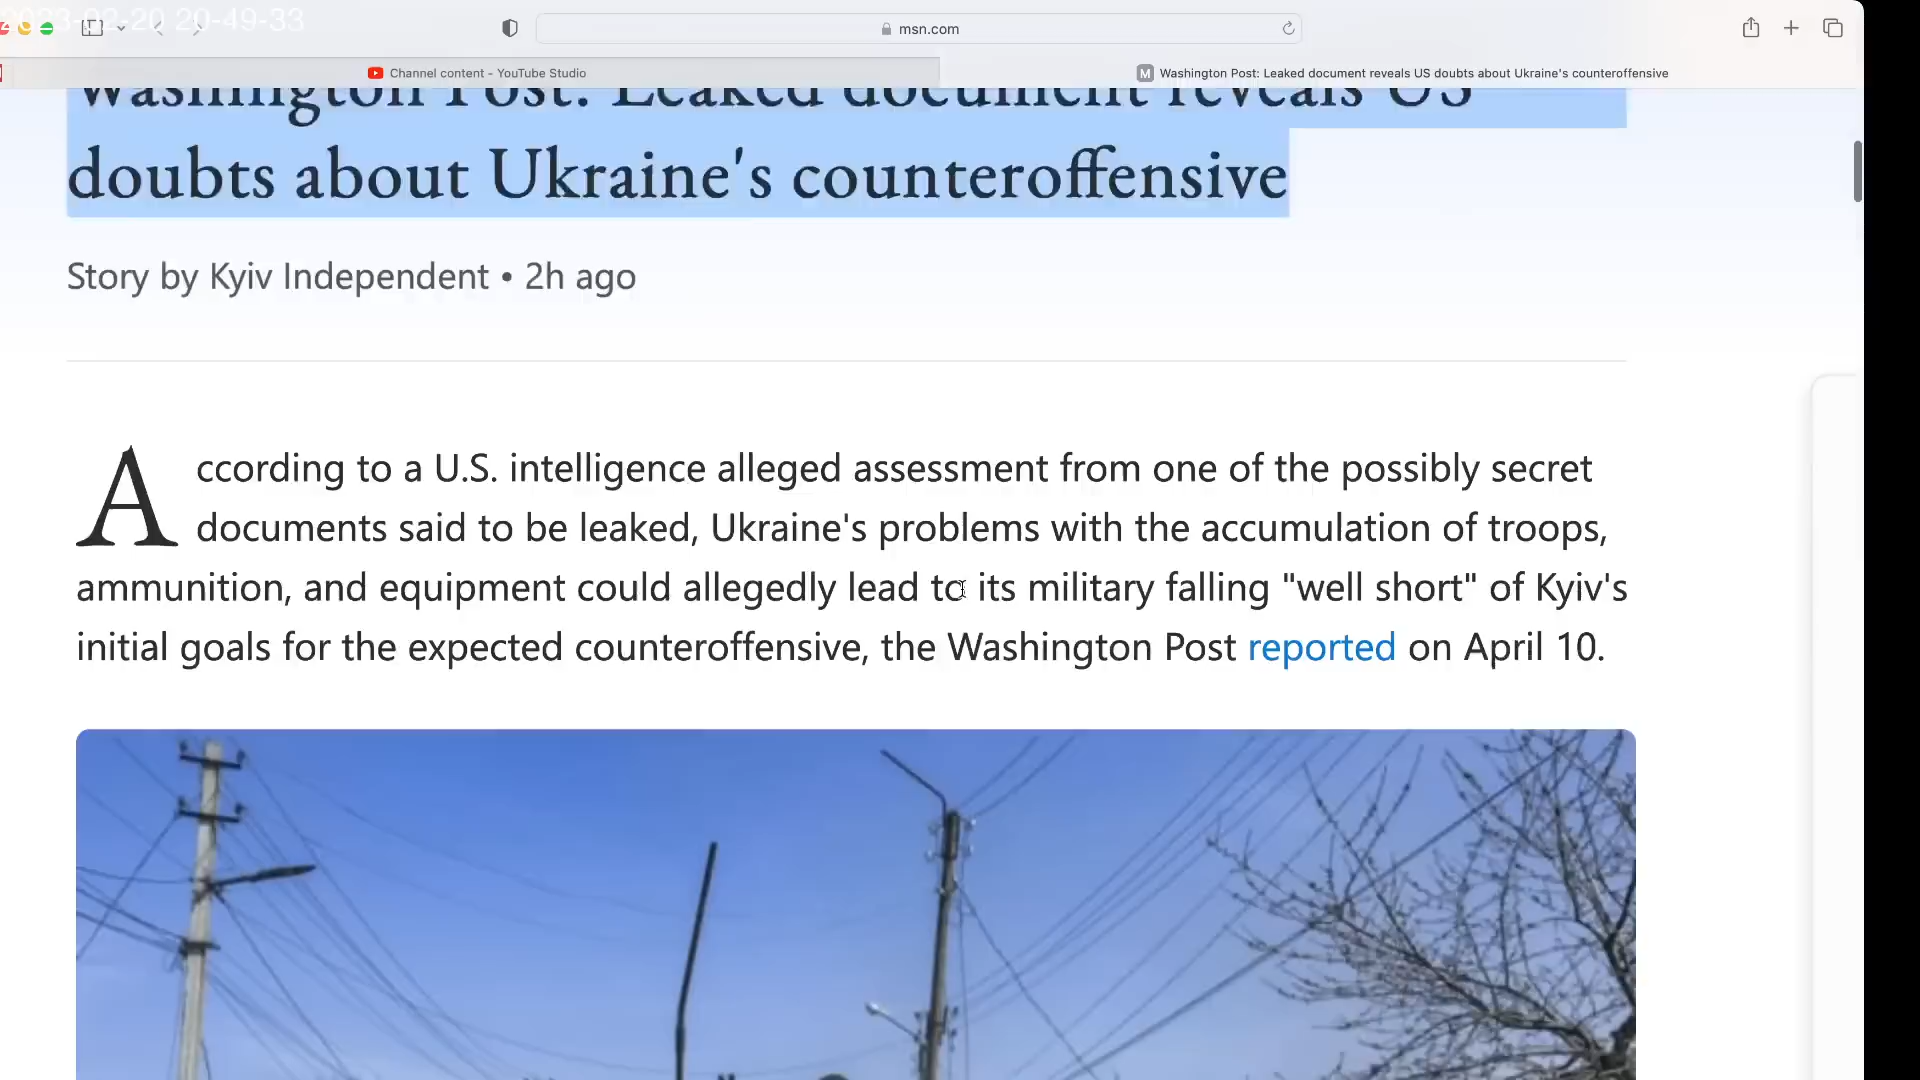 2023-02-20 20-49-33
msn.com
Channel content - YouTube Studio
M Washington Post: Leaked document reveals US doubts about Ukraine's counteroffensive
Washington Post: Leaked document reveals US
doubts about Ukraine's counteroffensive
Story by Kyiv Independent • 2h ago
According to a U.S. intelligence alleged assessment from one of the possibly secret
documents said to be leaked, Ukraine's problems with the accumulation of troops,
ammunition, and equipment could allegedly lead to its military falling "well short" of Kyiv's
initial goals for the expected counteroffensive, the Washington Post reported on April 10.